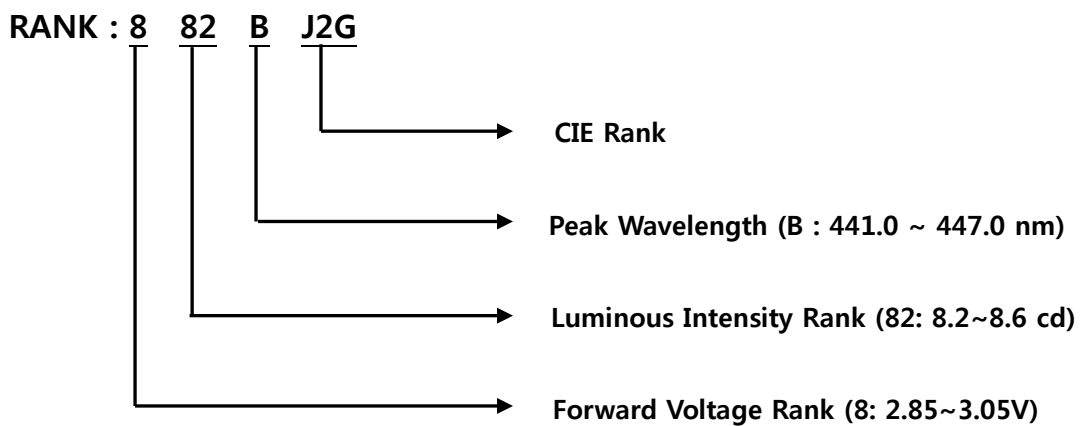 RANK : 8 82 B J2G
CIE Rank
Peak Wavelength (B : 441.0 ~ 447.0 nm)
Luminous Intensity Rank (82: 8.2~8.6 cd)
Forward Voltage Rank (8: 2.85~3.05V)